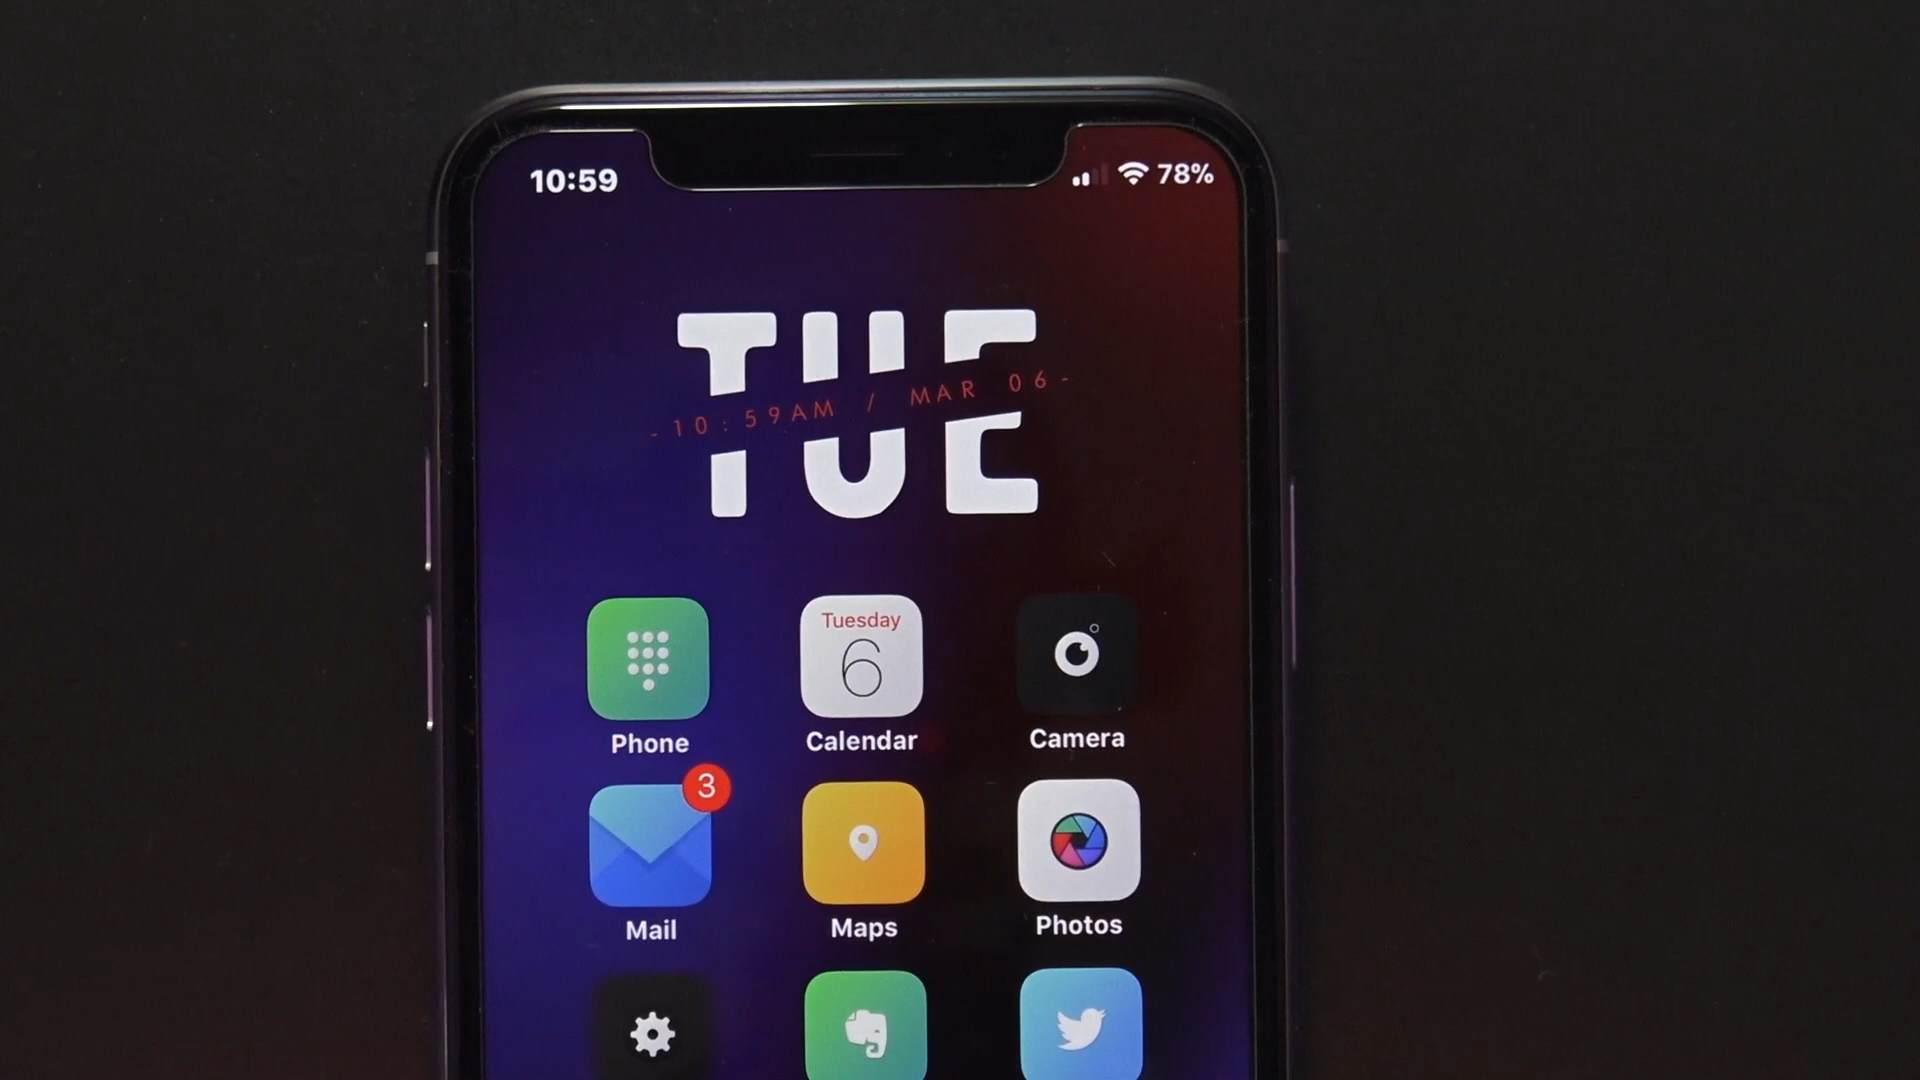 10:59 78%
TUE
-10:59AM / MAR 06-
Tuesday
6
Phone Calendar Camera
3
Mail Maps Photos